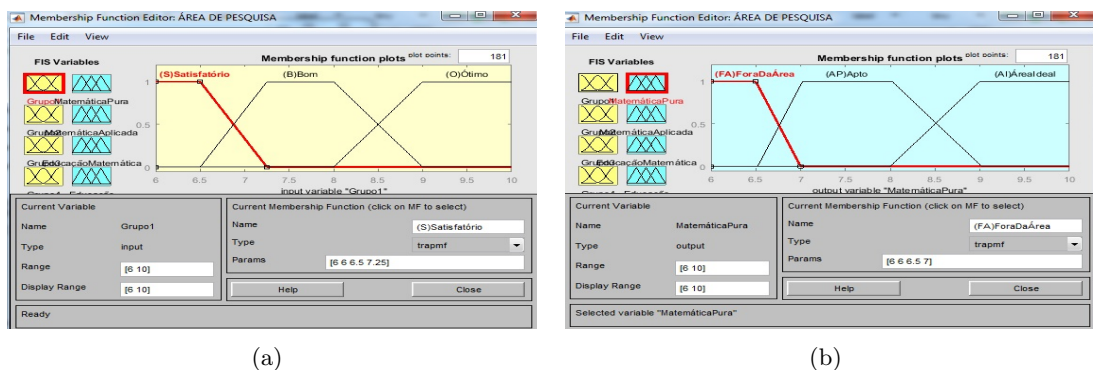 Membership Function Editor: ÁREA DE PESQUISA
File Edit View
FIS Variables
Membership function plots plot points: 181
(S)Satisfatório (B)Bom (O)Ótimo
1
0.5
0
6 6.5 7 7.5 8 8.5 9 9.5 10
input variable "Grupo1"
MatemáticaPura
MatemáticaAplicada
EducaçãoMatemática
Current Variable
Name Grupo1
Type input
Range [6 10]
Display Range [6 10]
Current Membership Function (click on MF to select)
Name (S)Satisfatório
Type trapmf
Params [6 6 6.5 7.25]
Help Close
Ready
(a)
Membership Function Editor: ÁREA DE PESQUISA
File Edit View
FIS Variables
Membership function plots plot points: 181
(FA)ForaDaÁrea (AP)Apto (AI)ÁreaIdeal
1
0.5
0
6 6.5 7 7.5 8 8.5 9 9.5 10
output variable "MatemáticaPura"
MatemáticaPura
MatemáticaAplicada
EducaçãoMatemática
Current Variable
Name MatemáticaPura
Type output
Range [6 10]
Display Range [6 10]
Current Membership Function (click on MF to select)
Name (FA)ForaDaÁrea
Type trapmf
Params [6 6 6.5 7]
Help Close
Selected variable "MatemáticaPura"
(b)